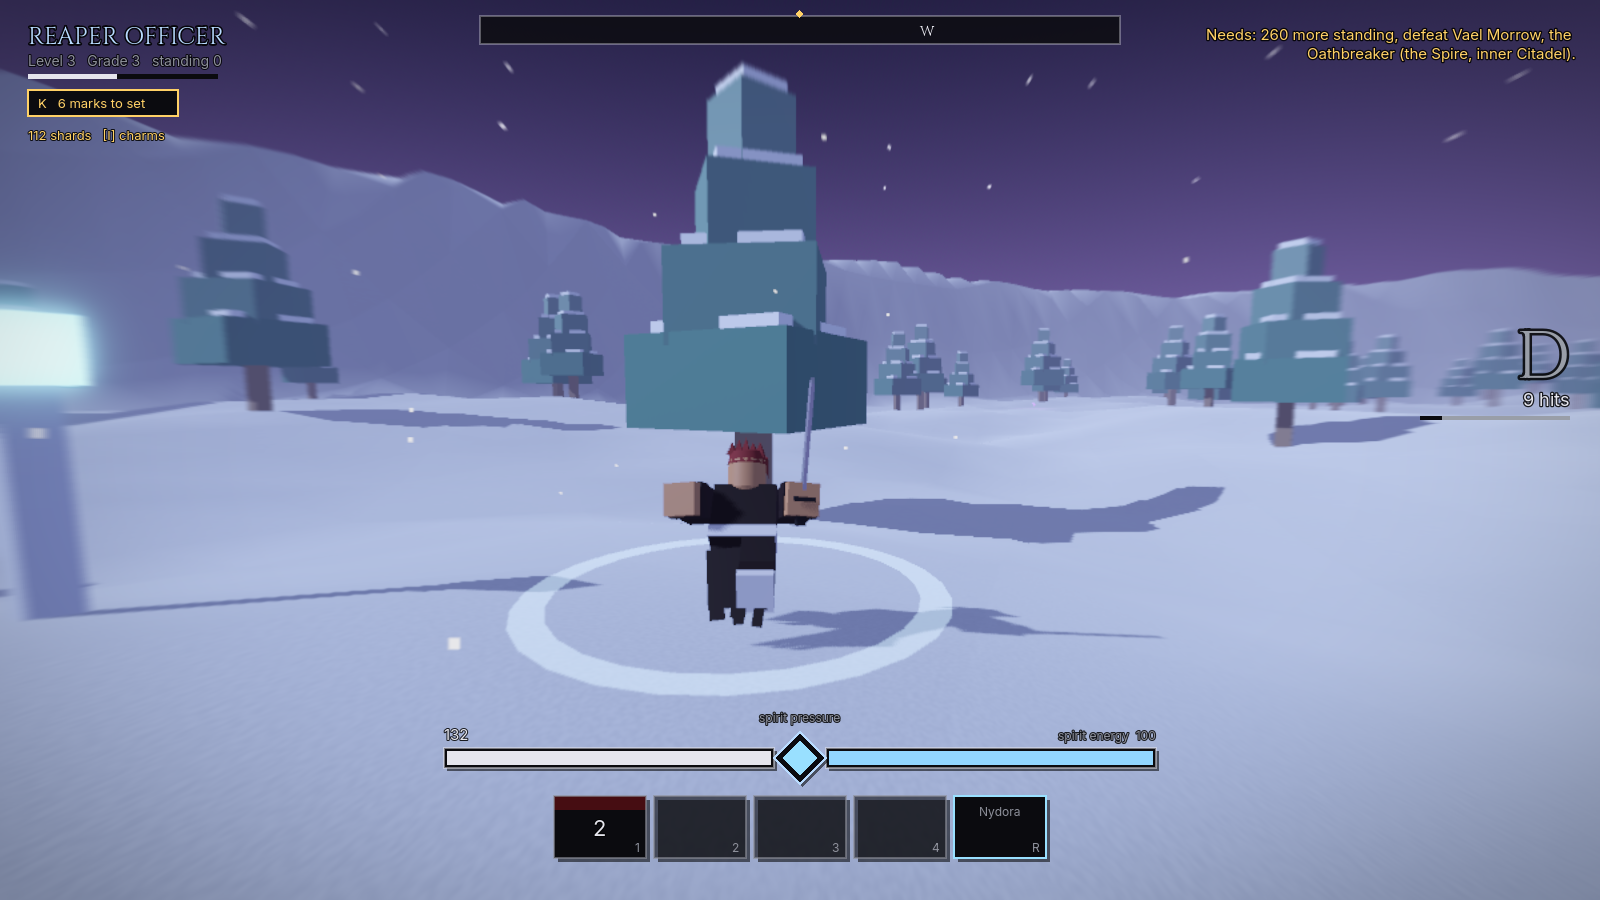 REAPER OFFICER
Level 3 Grade 3 standing 0
K 6 marks to set
112 shards [I] charms
W
Needs: 260 more standing, defeat Vael Morrow, the
Oathbreaker (the Spire, inner Citadel).
D
9 hits
spirit pressure
132
spirit energy 100
2
1
2
3
4
Nydora
R